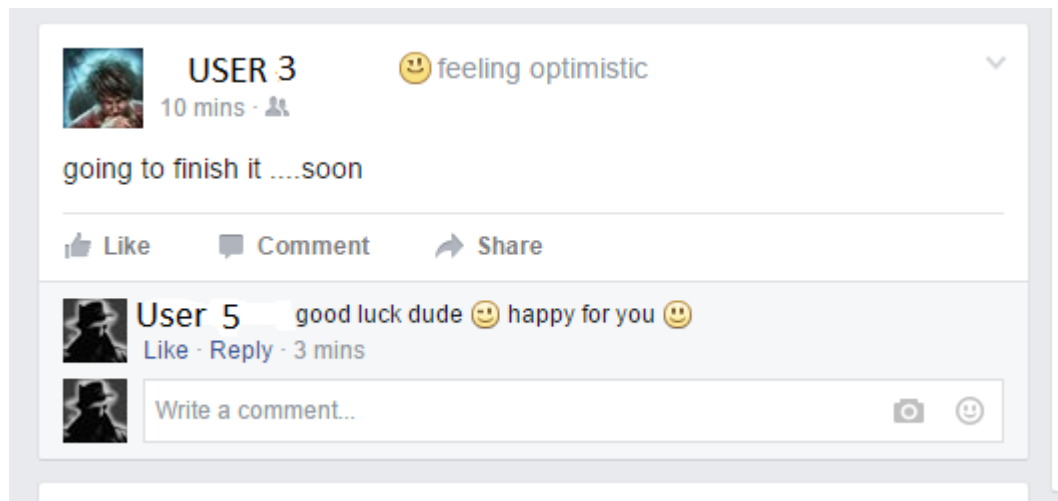 USER 3 feeling optimistic
10 mins ·
going to finish it ....soon
Like Comment Share
User 5 good luck dude happy for you
Like · Reply · 3 mins
Write a comment...